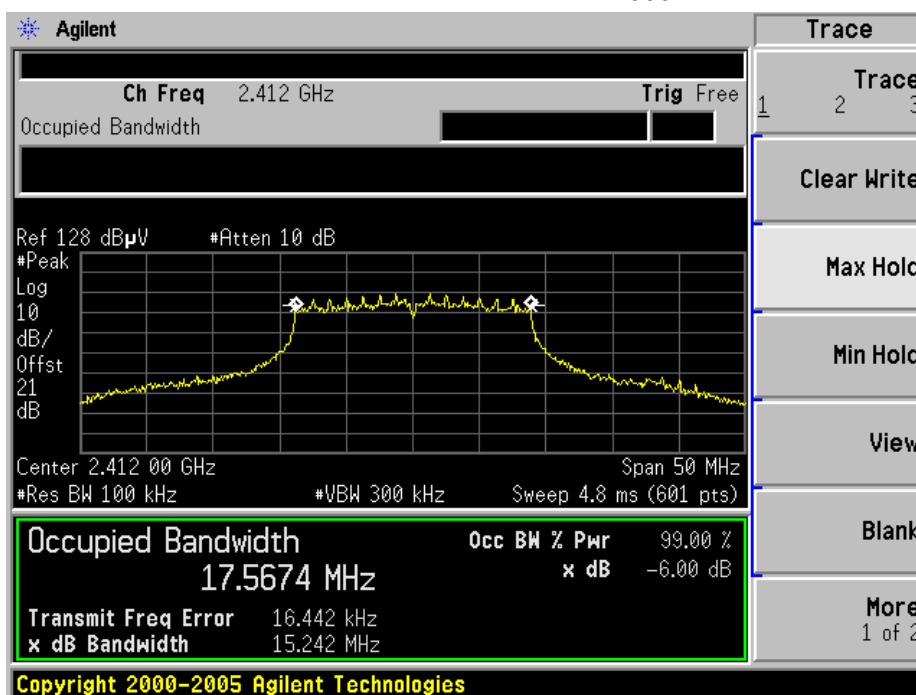 Agilent
Trace
Ch Freq 2.412 GHz Trig Free
Occupied Bandwidth
Trace
1 2 3
Clear Write
Max Hold
Min Hold
View
Blank
More
1 of 2
Ref 128 dBµV #Atten 10 dB
#Peak
Log
10
dB/
Offst
21
dB
Center 2.412 00 GHz Span 50 MHz
#Res BW 100 kHz #VBW 300 kHz Sweep 4.8 ms (601 pts)
Occupied Bandwidth
17.5674 MHz
Occ BW % Pwr 99.00 %
x dB -6.00 dB
Transmit Freq Error 16.442 kHz
x dB Bandwidth 15.242 MHz
Copyright 2000-2005 Agilent Technologies